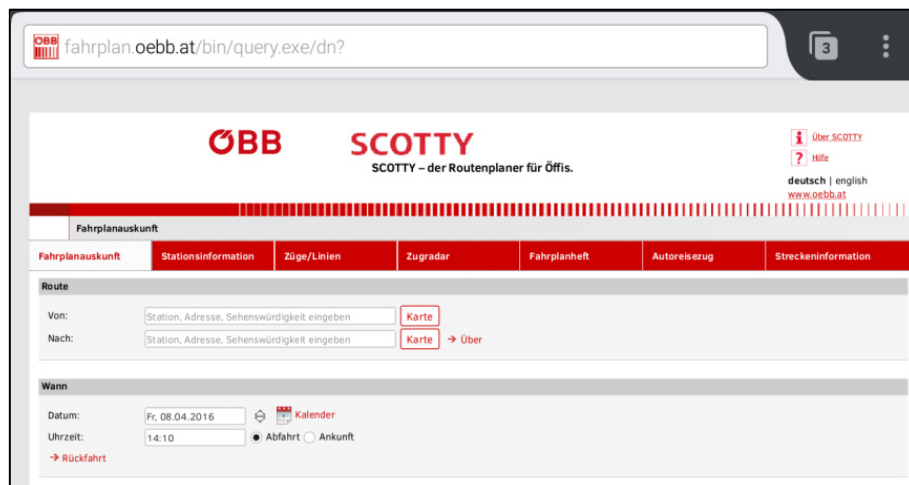 ÖBB fahrplan.oebb.at/bin/query.exe/dn? 3
ÖBB SCOTTY
SCOTTY – der Routenplaner für Öffis.
i Über SCOTTY
? Hilfe
deutsch | english
www.oebb.at
Fahrplanauskunft
Fahrplanauskunft Stationsinformation Züge/Linien Zugradar Fahrplanheft Autoreisezug Streckeninformation
Route
Von: Station, Adresse, Sehenswürdigkeit eingeben Karte
Nach: Station, Adresse, Sehenswürdigkeit eingeben Karte → Über
Wann
Datum: Fr, 08.04.2016 Kalender
Uhrzeit: 14:10 Abfahrt Ankunft
→ Rückfahrt